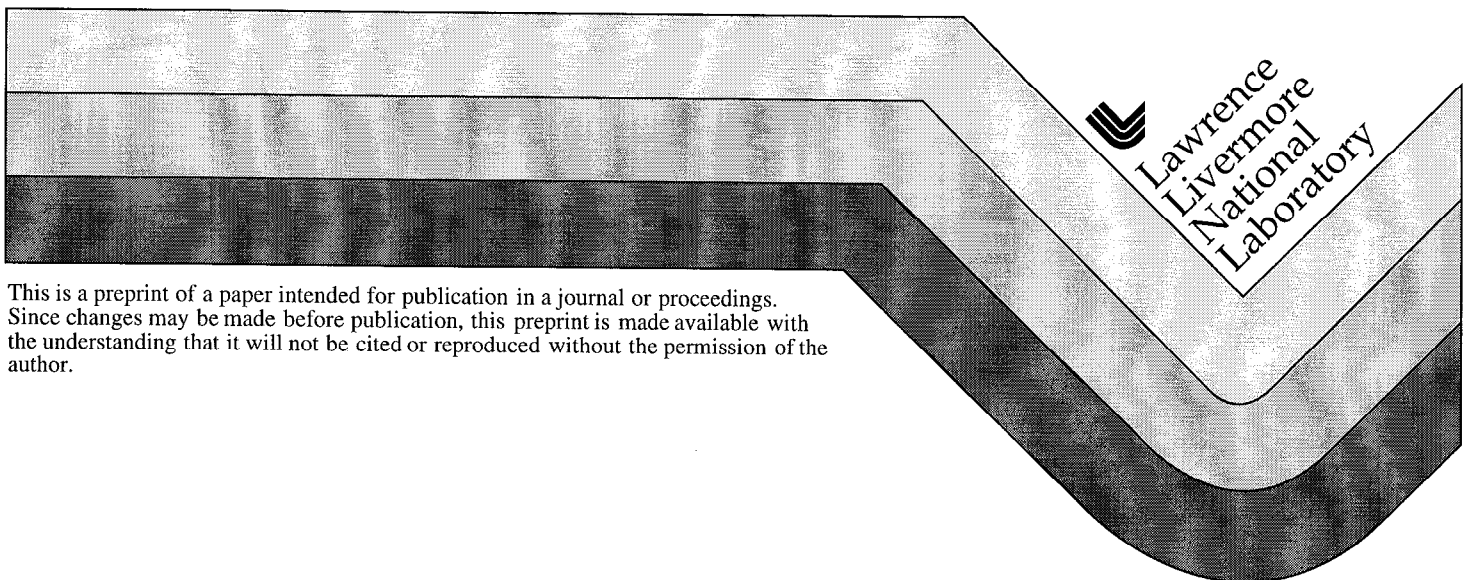 Lawrence
Livermore
National
Laboratory
This is a preprint of a paper intended for publication in a journal or proceedings.
Since changes may be made before publication, this preprint is made available with
the understanding that it will not be cited or reproduced without the permission of the
author.